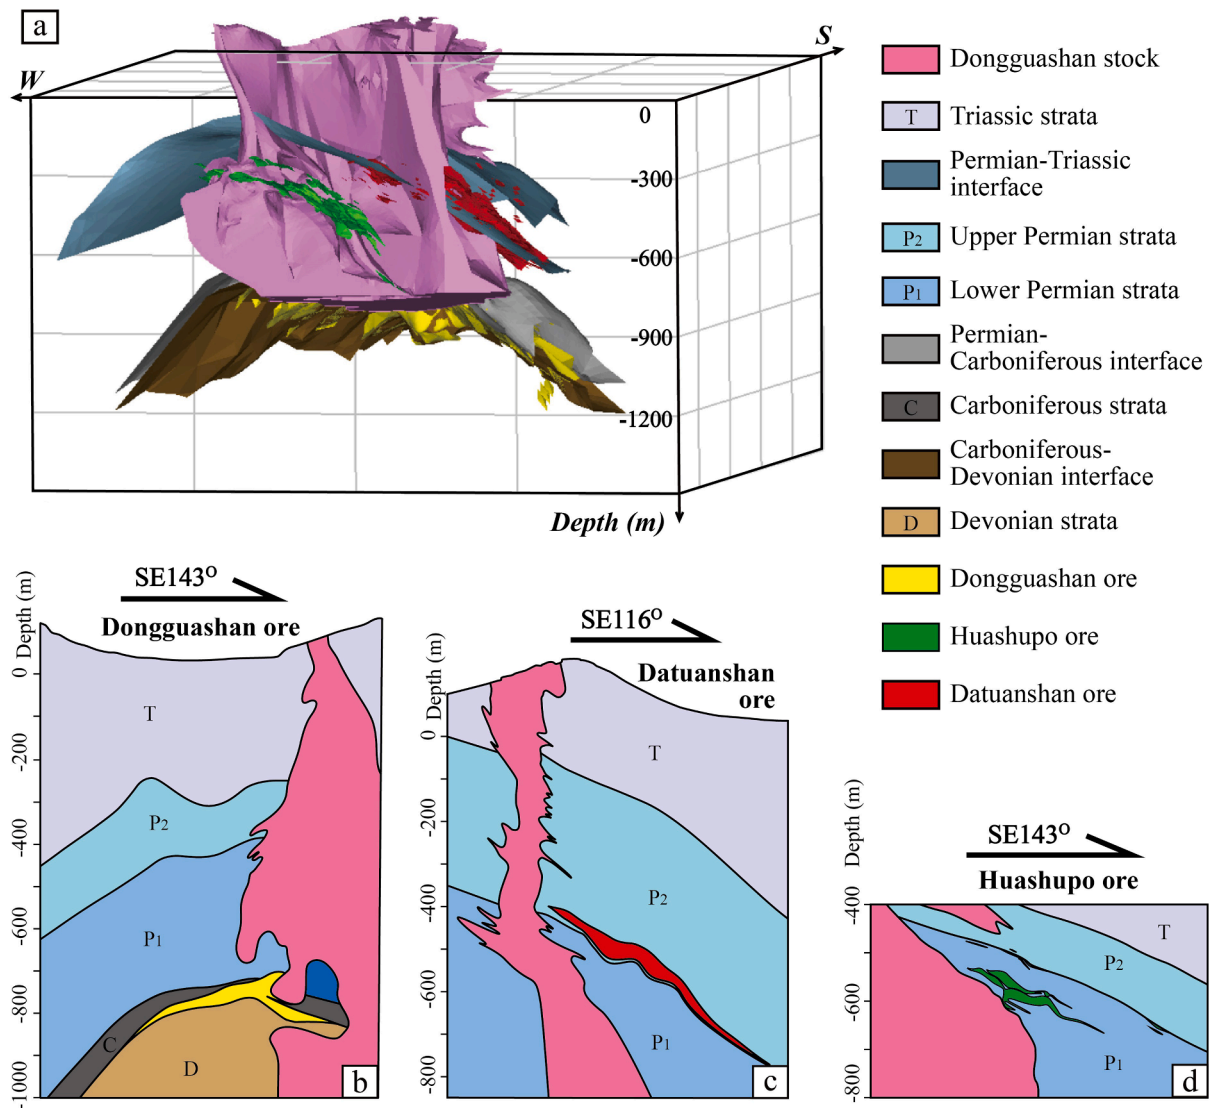 a
W
S
0
-300
-600
-900
-1200
Depth (m)
Dongguashan stock
T
Triassic strata
Permian-Triassic
interface
P2
Upper Permian strata
P1
Lower Permian strata
Permian-
Carboniferous interface
C
Carboniferous strata
Carboniferous-
Devonian interface
D
Devonian strata
Dongguashan ore
Huashupo ore
Datuanshan ore
SE143°
Dongguashan ore
Depth (m)
0
-200
-400
-600
-800
-1000
T
P2
P1
C
D
b
SE116°
Datuanshan
ore
Depth (m)
0
-200
-400
-600
-800
T
P2
P1
c
SE143°
Huashupo ore
Depth (m)
-400
-600
-800
T
P2
P1
d